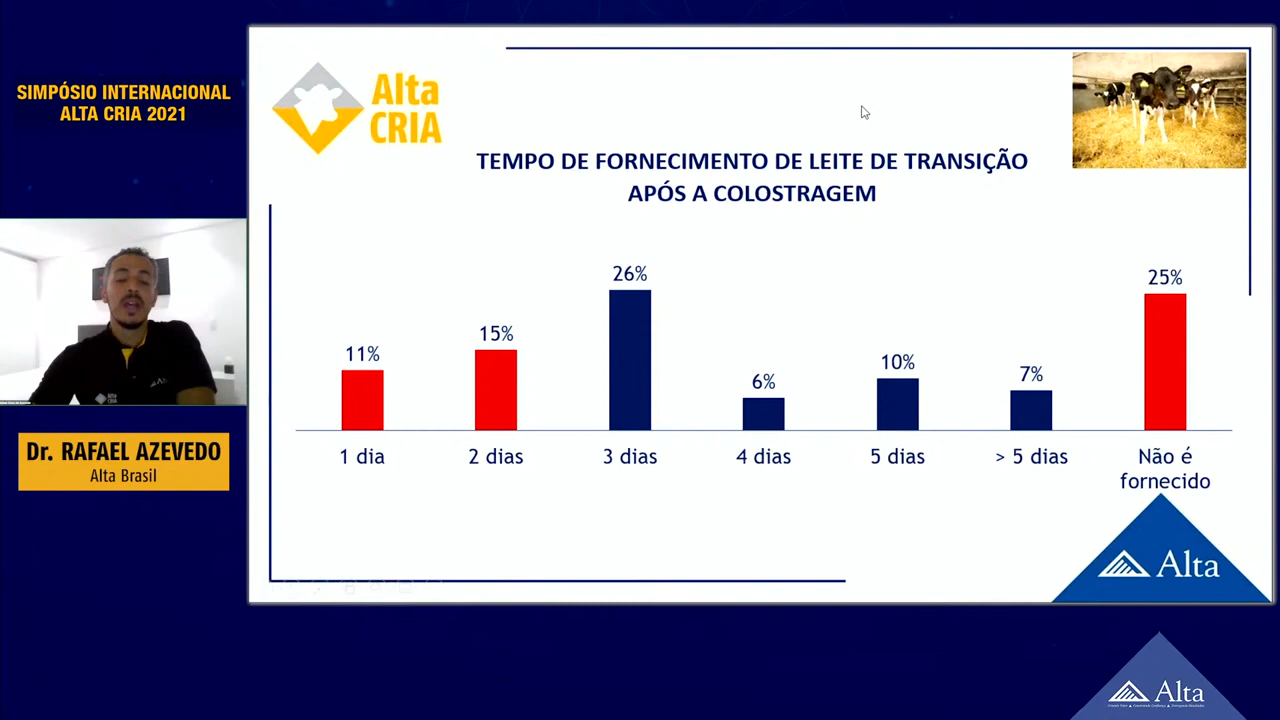 SIMPÓSIO INTERNACIONAL
ALTA CRIA 2021
Alta
CRIA
TEMPO DE FORNECIMENTO DE LEITE DE TRANSIÇÃO
APÓS A COLOSTRAGEM
11%
15%
26%
6%
10%
7%
25%
1 dia
2 dias
3 dias
4 dias
5 dias
> 5 dias
Não é
fornecido
Dr. RAFAEL AZEVEDO
Alta Brasil
Alta
Alta